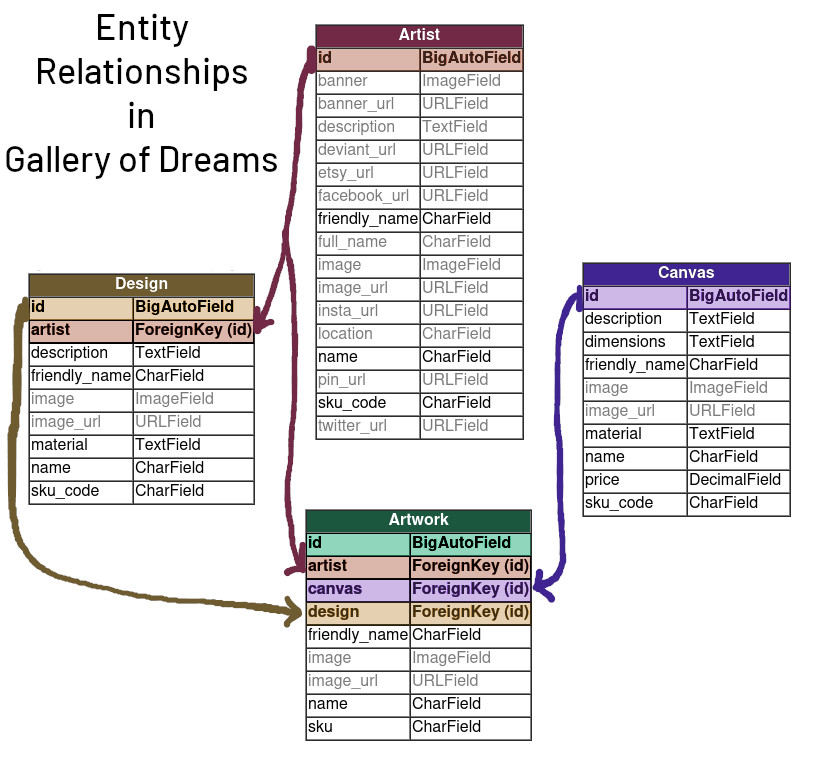 Entity
Relationships
in
Gallery of Dreams
Artist
id BigAutoField
banner ImageField
banner_url URLField
description TextField
deviant_url URLField
etsy_url URLField
facebook_url URLField
friendly_name CharField
full_name CharField
image ImageField
image_url URLField
insta_url URLField
location CharField
name CharField
pin_url URLField
sku_code CharField
twitter_url URLField
Design
id BigAutoField
artist ForeignKey (id)
description TextField
friendly_name CharField
image ImageField
image_url URLField
material TextField
name CharField
sku_code CharField
Canvas
id BigAutoField
description TextField
dimensions TextField
friendly_name CharField
image ImageField
image_url URLField
material TextField
name CharField
price DecimalField
sku_code CharField
Artwork
id BigAutoField
artist ForeignKey (id)
canvas ForeignKey (id)
design ForeignKey (id)
friendly_name CharField
image ImageField
image_url URLField
name CharField
sku CharField